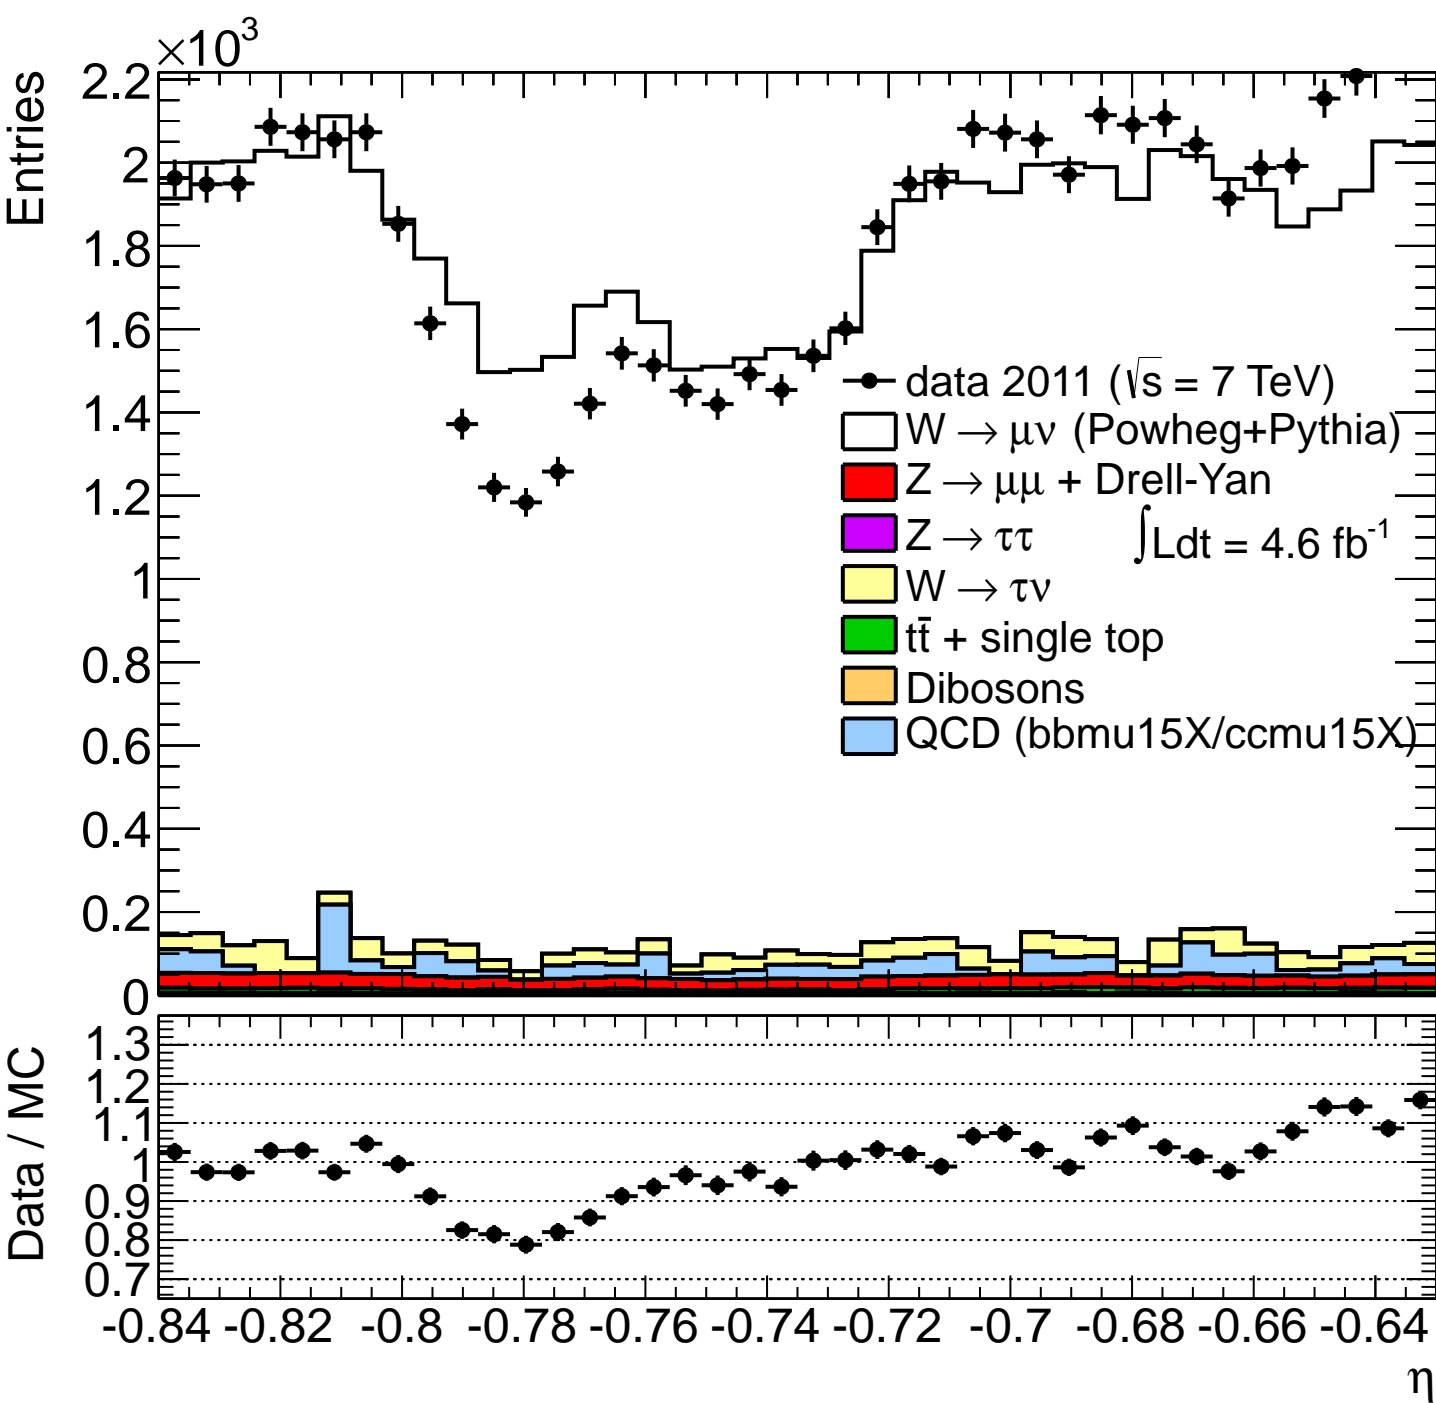 ×10³
Entries
2.2
2
1.8
1.6
1.4
1.2
1
0.8
0.6
0.4
0.2
0
data 2011 (√s = 7 TeV)
W → μν (Powheg+Pythia)
Z → μμ + Drell-Yan
Z → ττ
∫Ldt = 4.6 fb⁻¹
W → τν
tt̄ + single top
Dibosons
QCD (bbmu15X/ccmu15X)
Data / MC
1.3
1.2
1.1
1
0.9
0.8
0.7
-0.84 -0.82 -0.8 -0.78 -0.76 -0.74 -0.72 -0.7 -0.68 -0.66 -0.64
η